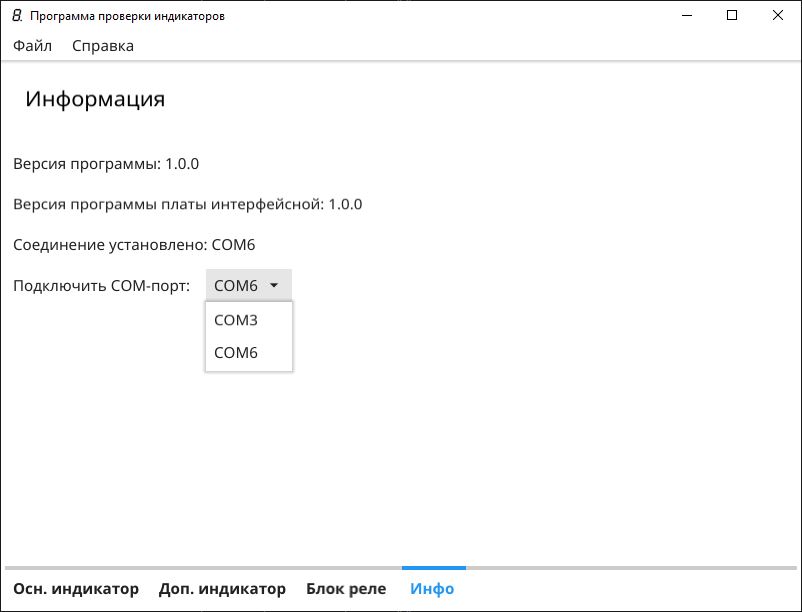 8. Программа проверки индикаторов
Файл Справка
Информация
Версия программы: 1.0.0
Версия программы платы интерфейсной: 1.0.0
Соединение установлено: COM6
Подключить COM-порт: COM6
COM3
COM6
Осн. индикатор Доп. индикатор Блок реле Инфо